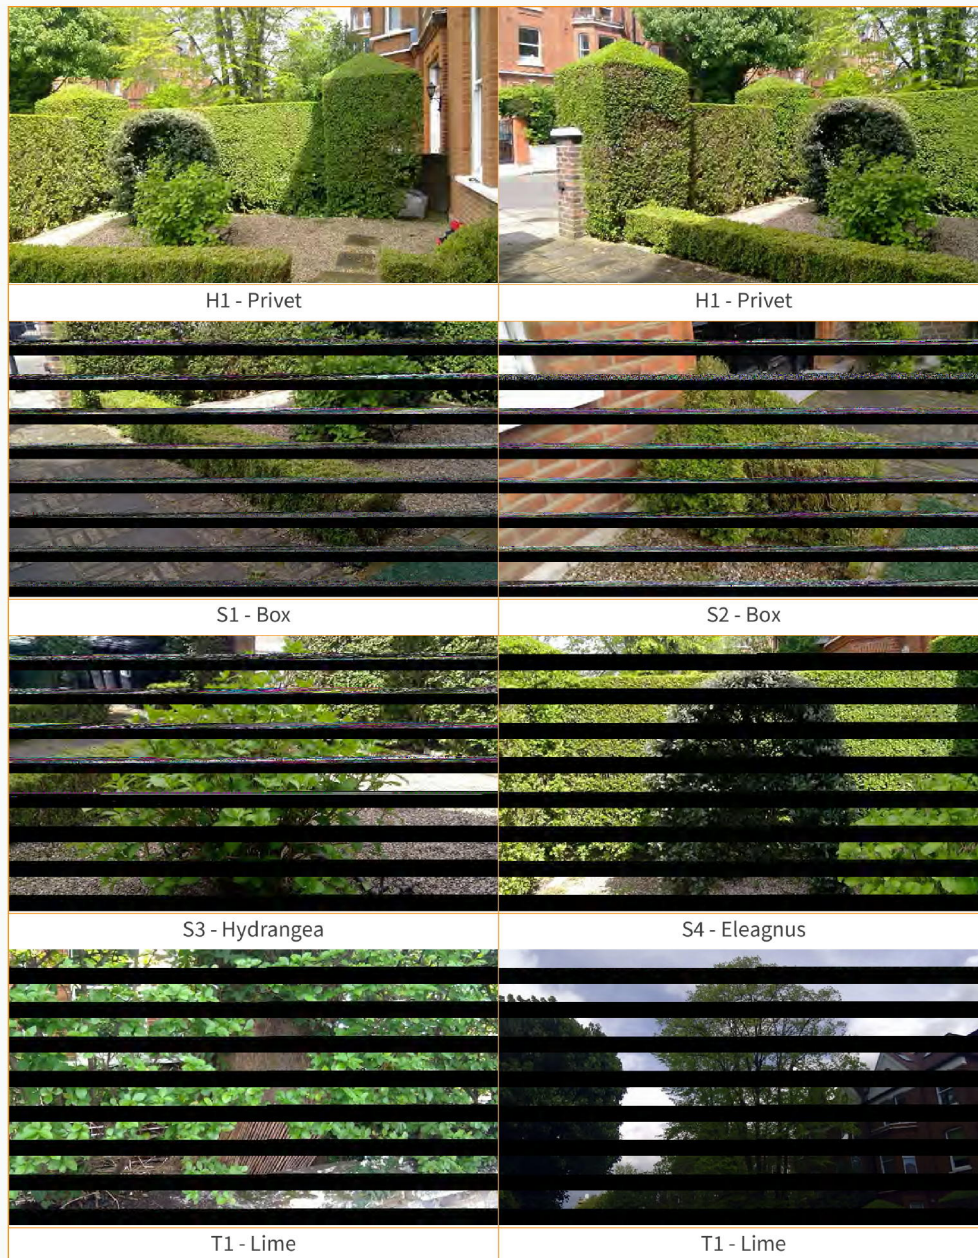 H1 - Privet
H1 - Privet
S1 - Box
S2 - Box
S3 - Hydrangea
S4 - Eleagnus
T1 - Lime
T1 - Lime